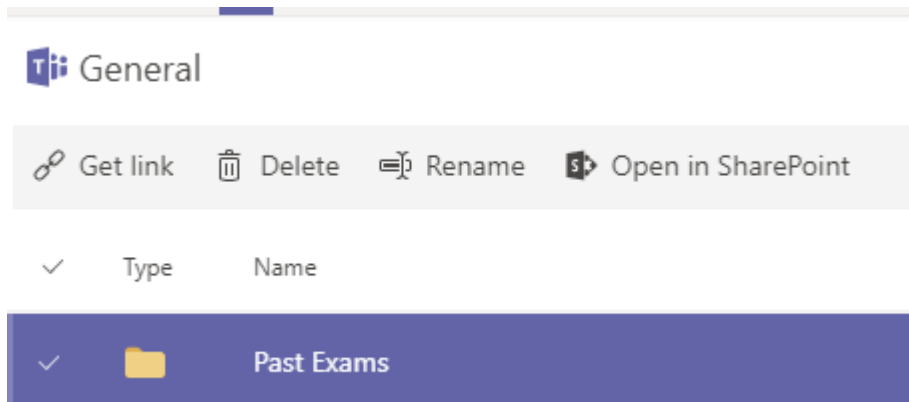 General
Get link Delete Rename Open in SharePoint
Type Name
Past Exams